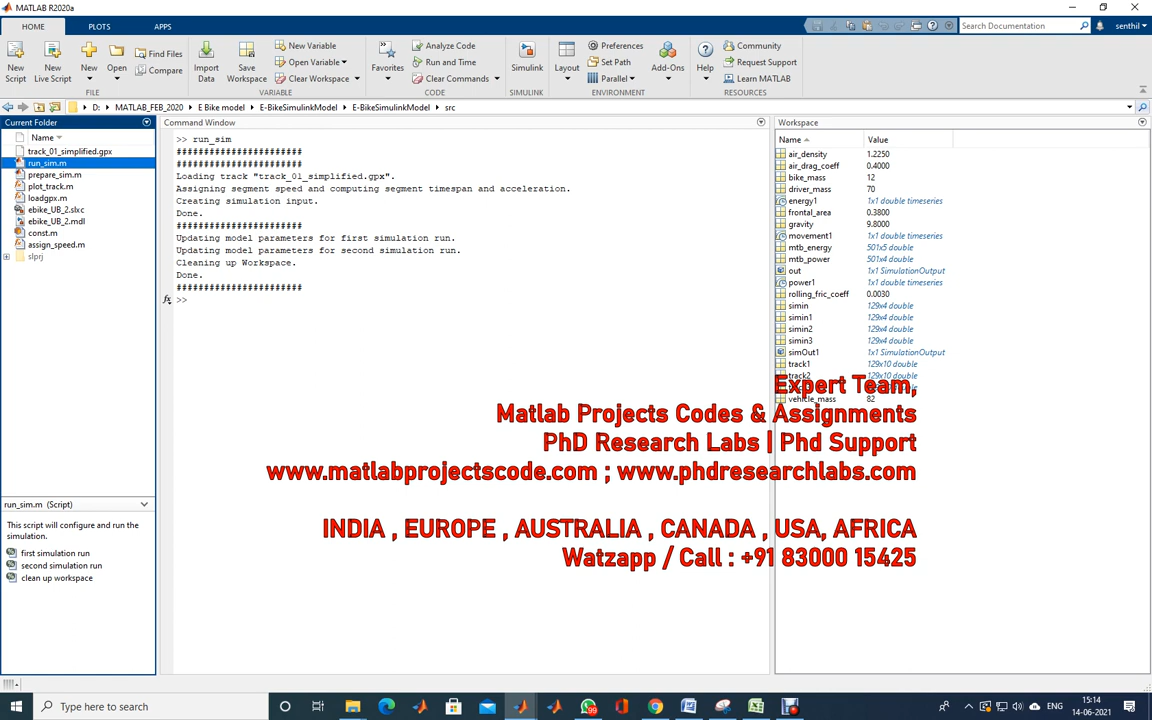 MATLAB R2020a
HOME
PLOTS
APPS
Search Documentation
senthil
New Script
New Live Script
New
Open
Find Files
Compare
Import Data
Save Workspace
New Variable
Open Variable
Clear Workspace
Favorites
Analyze Code
Run and Time
Clear Commands
Simulink
Layout
Preferences
Set Path
Parallel
Add-Ons
Help
Community
Request Support
Learn MATLAB
FILE
VARIABLE
CODE
SIMULINK
ENVIRONMENT
RESOURCES
D: MATLAB_FEB_2020 E Bike model E-BikeSimulinkModel E-BikeSimulinkModel src
Current Folder
Name
track_01_simplified.gpx
run_sim.m
prepare_sim.m
plot_track.m
loadgpx.m
ebike_UB_2.slxc
ebike_UB_2.mdl
const.m
assign_speed.m
slprj
run_sim.m (Script)
This script will configure and run the
simulation.
first simulation run
second simulation run
clean up workspace
Command Window
>> run_sim
#######################
#######################
Loading track "track_01_simplified.gpx".
Assigning segment speed and computing segment timespan and acceleration.
Creating simulation input.
Done.
#######################
Updating model parameters for first simulation run.
Updating model parameters for second simulation run.
Cleaning up Workspace.
Done.
#######################
fx >>
Workspace
Name Value
air_density 1.2250
air_drag_coeff 0.4000
bike_mass 12
driver_mass 70
energy1 1x1 double timeseries
frontal_area 0.3800
gravity 9.8000
movement1 1x1 double timeseries
mtb_energy 501x5 double
mtb_power 501x4 double
out 1x1 SimulationOutput
power1 1x1 double timeseries
rolling_fric_coeff 0.0030
simin 129x4 double
simin1 129x4 double
simin2 129x4 double
simin3 129x4 double
simOut1 1x1 SimulationOutput
track1 129x10 double
track2 129x10 double
vehicle_mass 82
Expert Team,
Matlab Projects Codes & Assignments
PhD Research Labs | Phd Support
www.matlabprojectscode.com ; www.phdresearchlabs.com
INDIA , EUROPE , AUSTRALIA , CANADA , USA, AFRICA
Watzapp / Call : +91 83000 15425
Type here to search
99
ENG
15:14
14-06-2021